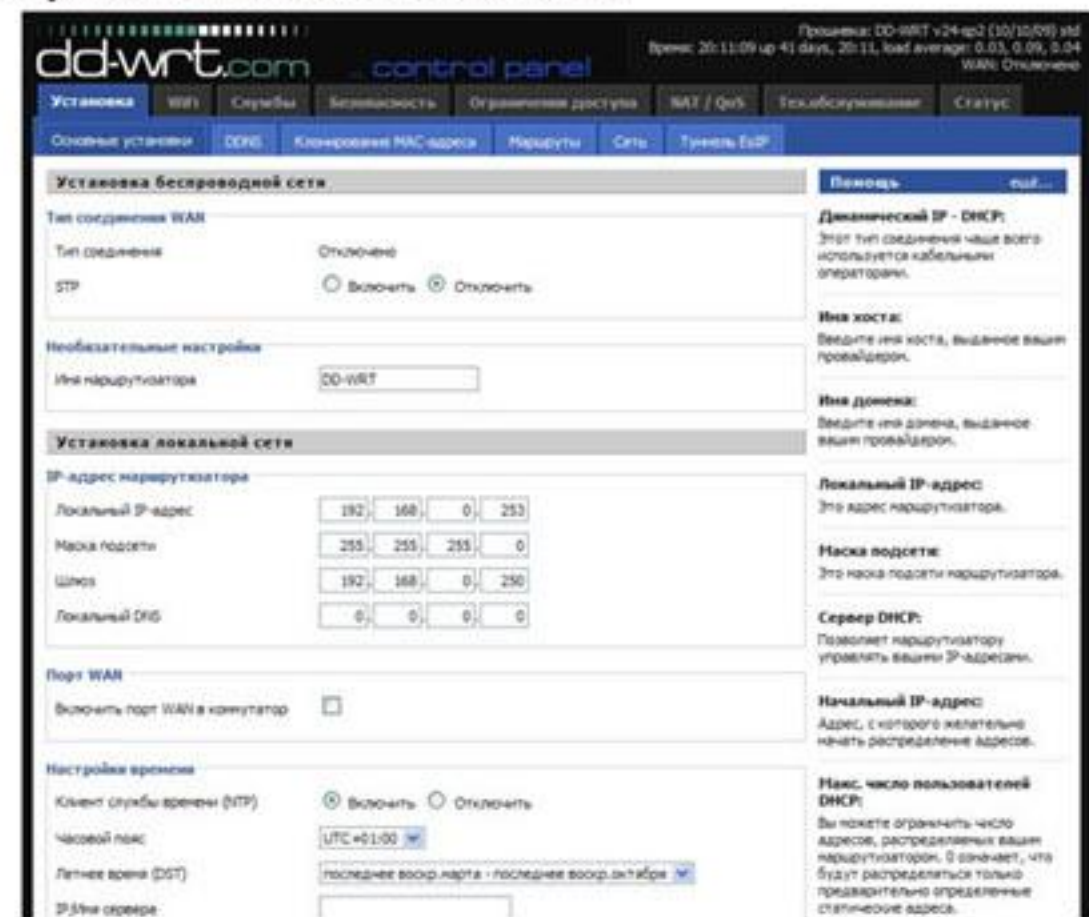 dd-wrt.com ... control panel
Прошивка: DD-WRT v24-sp2 (10/10/09) std
Время: 20:11:09 up 41 days, 20:11, load average: 0.03, 0.09, 0.04
WAN: Отключено
Установка WiFi Службы Безопасность Ограничения доступа NAT / QoS Тех.обслуживание Статус
Основные установки DDNS Клонирование MAC-адреса Маршруты Сеть Туннель EoIP
Установка беспроводной сети
Тип соединения WAN
Тип соединения Отключено
STP Включить Отключить
Необязательные настройки
Имя маршрутизатора DD-WRT
Установка локальной сети
IP-адрес маршрутизатора
Локальный IP-адрес 192. 168. 0. 253
Маска подсети 255. 255. 255. 0
Шлюз 192. 168. 0. 250
Локальный DNS 0. 0. 0. 0
Порт WAN
Включить порт WAN в коммутатор
Настройка времени
Клиент службы времени (NTP) Включить Отключить
Часовой пояс UTC+01:00
Летнее время (DST) последнее воскр.марта - последнее воскр.октября
IP/Имя сервера
Помощь ещё...
Динамический IP - DHCP:
Этот тип соединения чаще всего
используется кабельными
операторами.
Имя хоста:
Введите имя хоста, выданное вашим
провайдером.
Имя домена:
Введите имя домена, выданное
вашим провайдером.
Локальный IP-адрес:
Это адрес маршрутизатора.
Маска подсети:
Это маска подсети маршрутизатора.
Сервер DHCP:
Позволяет маршрутизатору
управлять вашими IP-адресами.
Начальный IP-адрес:
Адрес, с которого желательно
начать распределение адресов.
Макс. число пользователей
DHCP:
Вы можете ограничить число
адресов, распределяемых вашим
маршрутизатором. 0 означает, что
будут распределяться только
предварительно определенные
статические адреса.